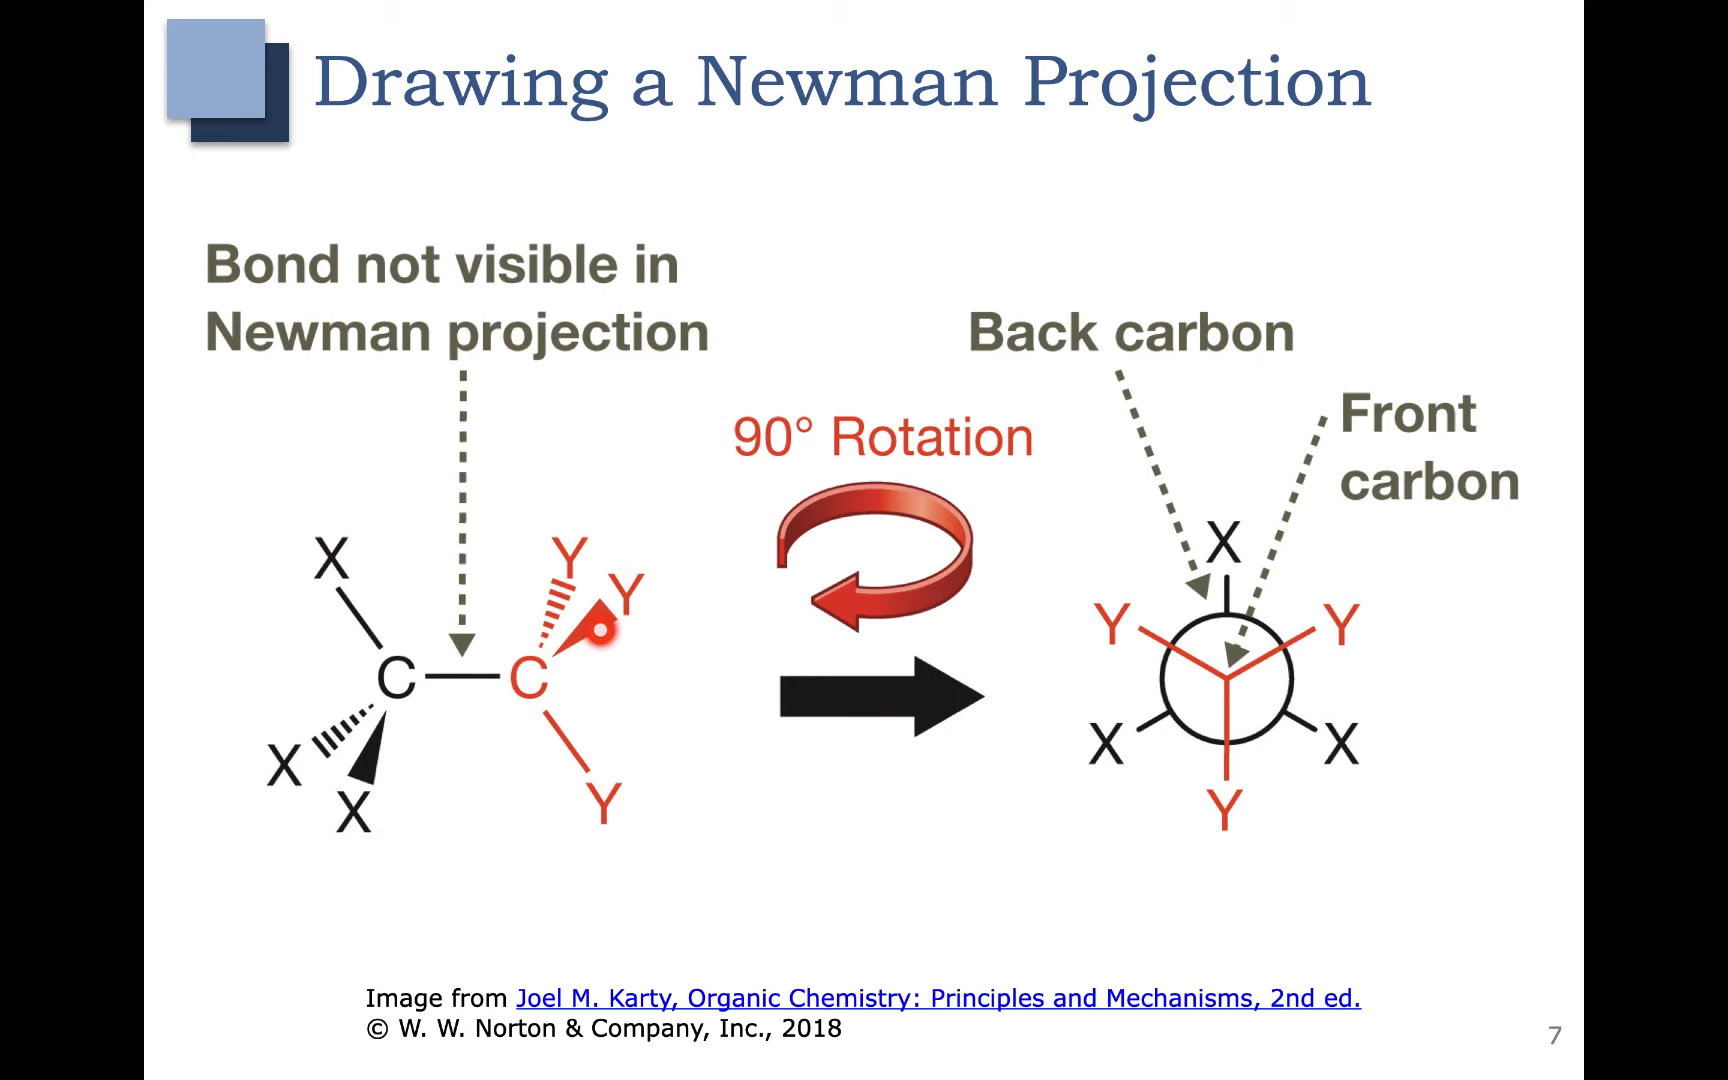 Drawing a Newman Projection
Bond not visible in
Newman projection
Back carbon
Front
carbon
90° Rotation
X
Y
Y
C
C
X
X
Y
X
Y
Y
X
X
Y
Image from Joel M. Karty, Organic Chemistry: Principles and Mechanisms, 2nd ed.
© W. W. Norton & Company, Inc., 2018
7